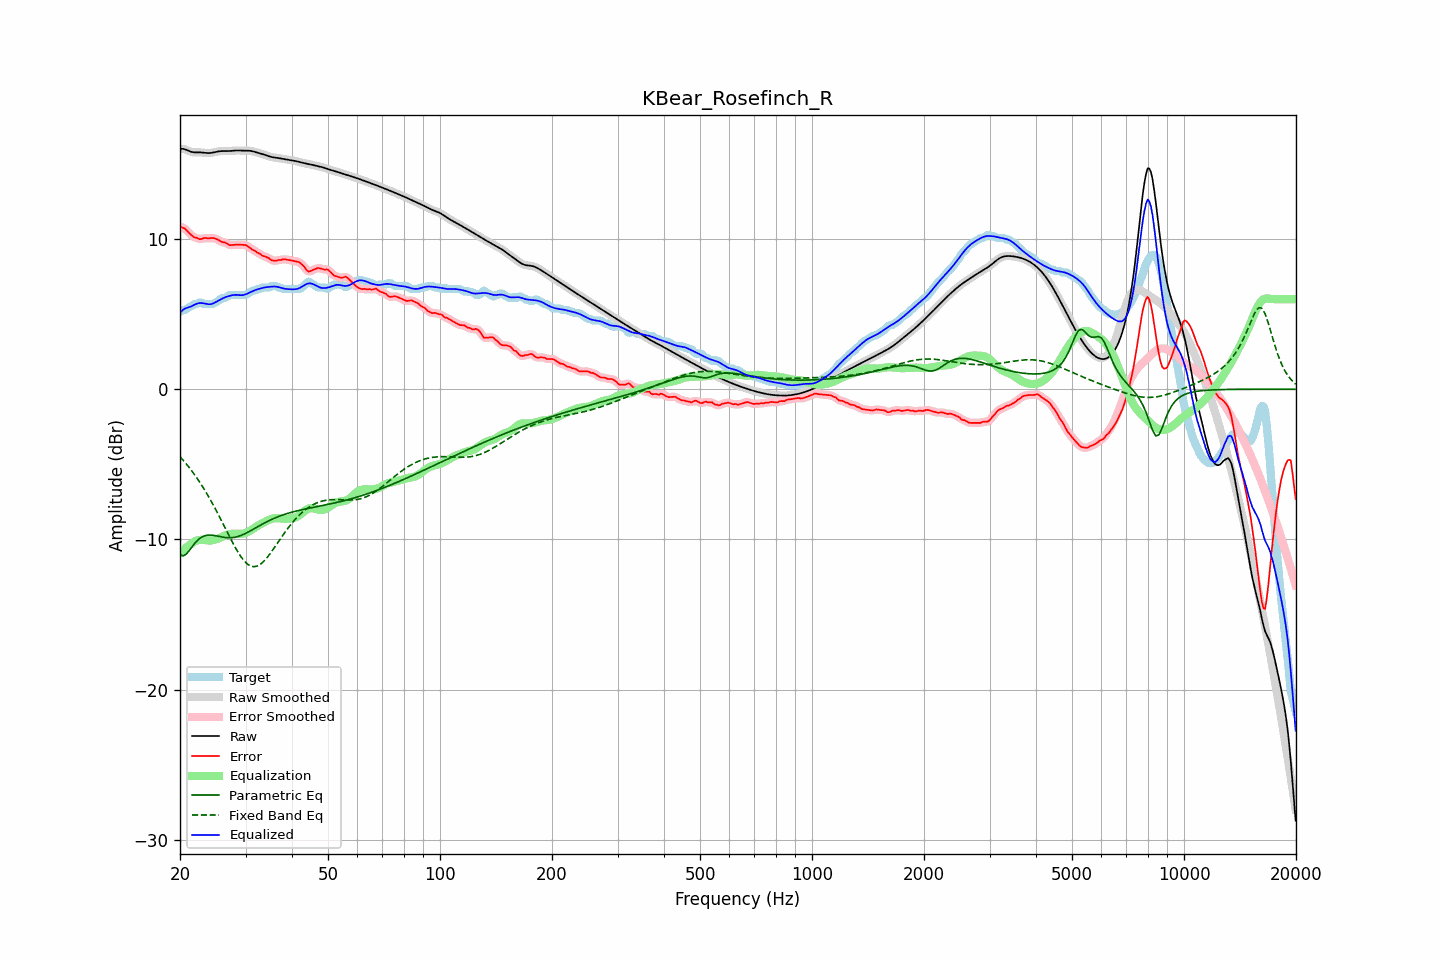 KBear_Rosefinch_R
Amplitude (dBr)
10
0
−10
−20
−30
Target
Raw Smoothed
Error Smoothed
Raw
Error
Equalization
Parametric Eq
Fixed Band Eq
Equalized
20 50 100 200 500 1000 2000 5000 10000 20000
Frequency (Hz)